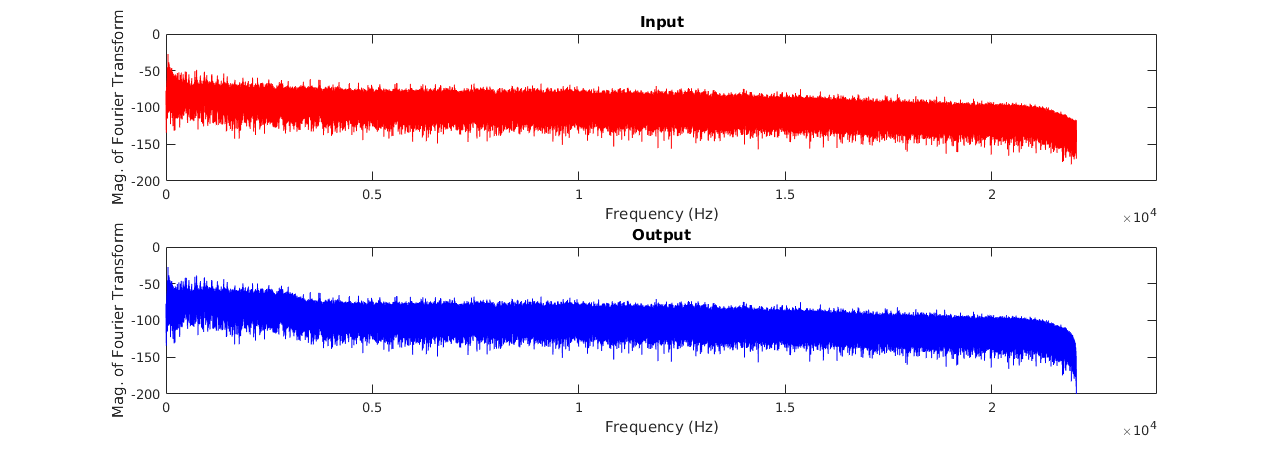 Input
Mag. of Fourier Transform
0
-50
-100
-150
-200
0 0.5 1 1.5 2
Frequency (Hz)
×10^4
Output
Mag. of Fourier Transform
0
-50
-100
-150
-200
0 0.5 1 1.5 2
Frequency (Hz)
×10^4